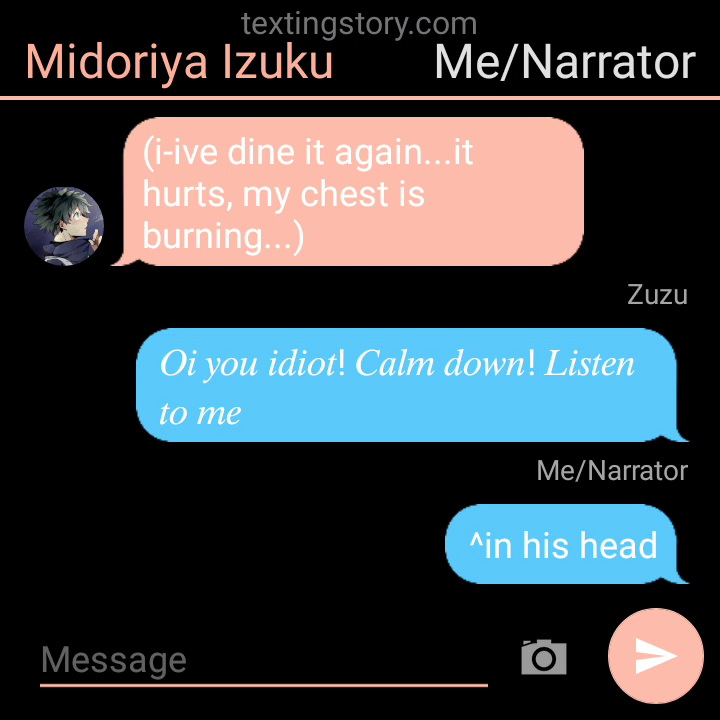 textingstory.com
Midoriya Izuku
Me/Narrator
(i-ive dine it again...it
hurts, my chest is
burning...)
Zuzu
Oi you idiot! Calm down! Listen
to me
Me/Narrator
^in his head
Message